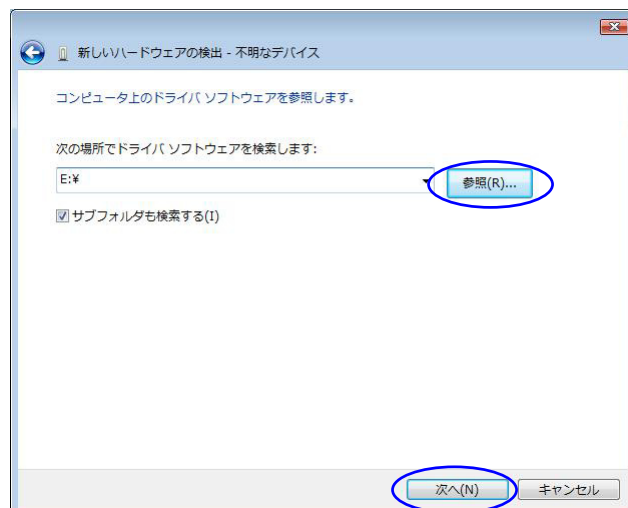 新しいハードウェアの検出 - 不明なデバイス
コンピュータ上のドライバ ソフトウェアを参照します。
次の場所でドライバ ソフトウェアを検索します:
E:¥
参照(R)...
サブフォルダも検索する(I)
次へ(N)
キャンセル